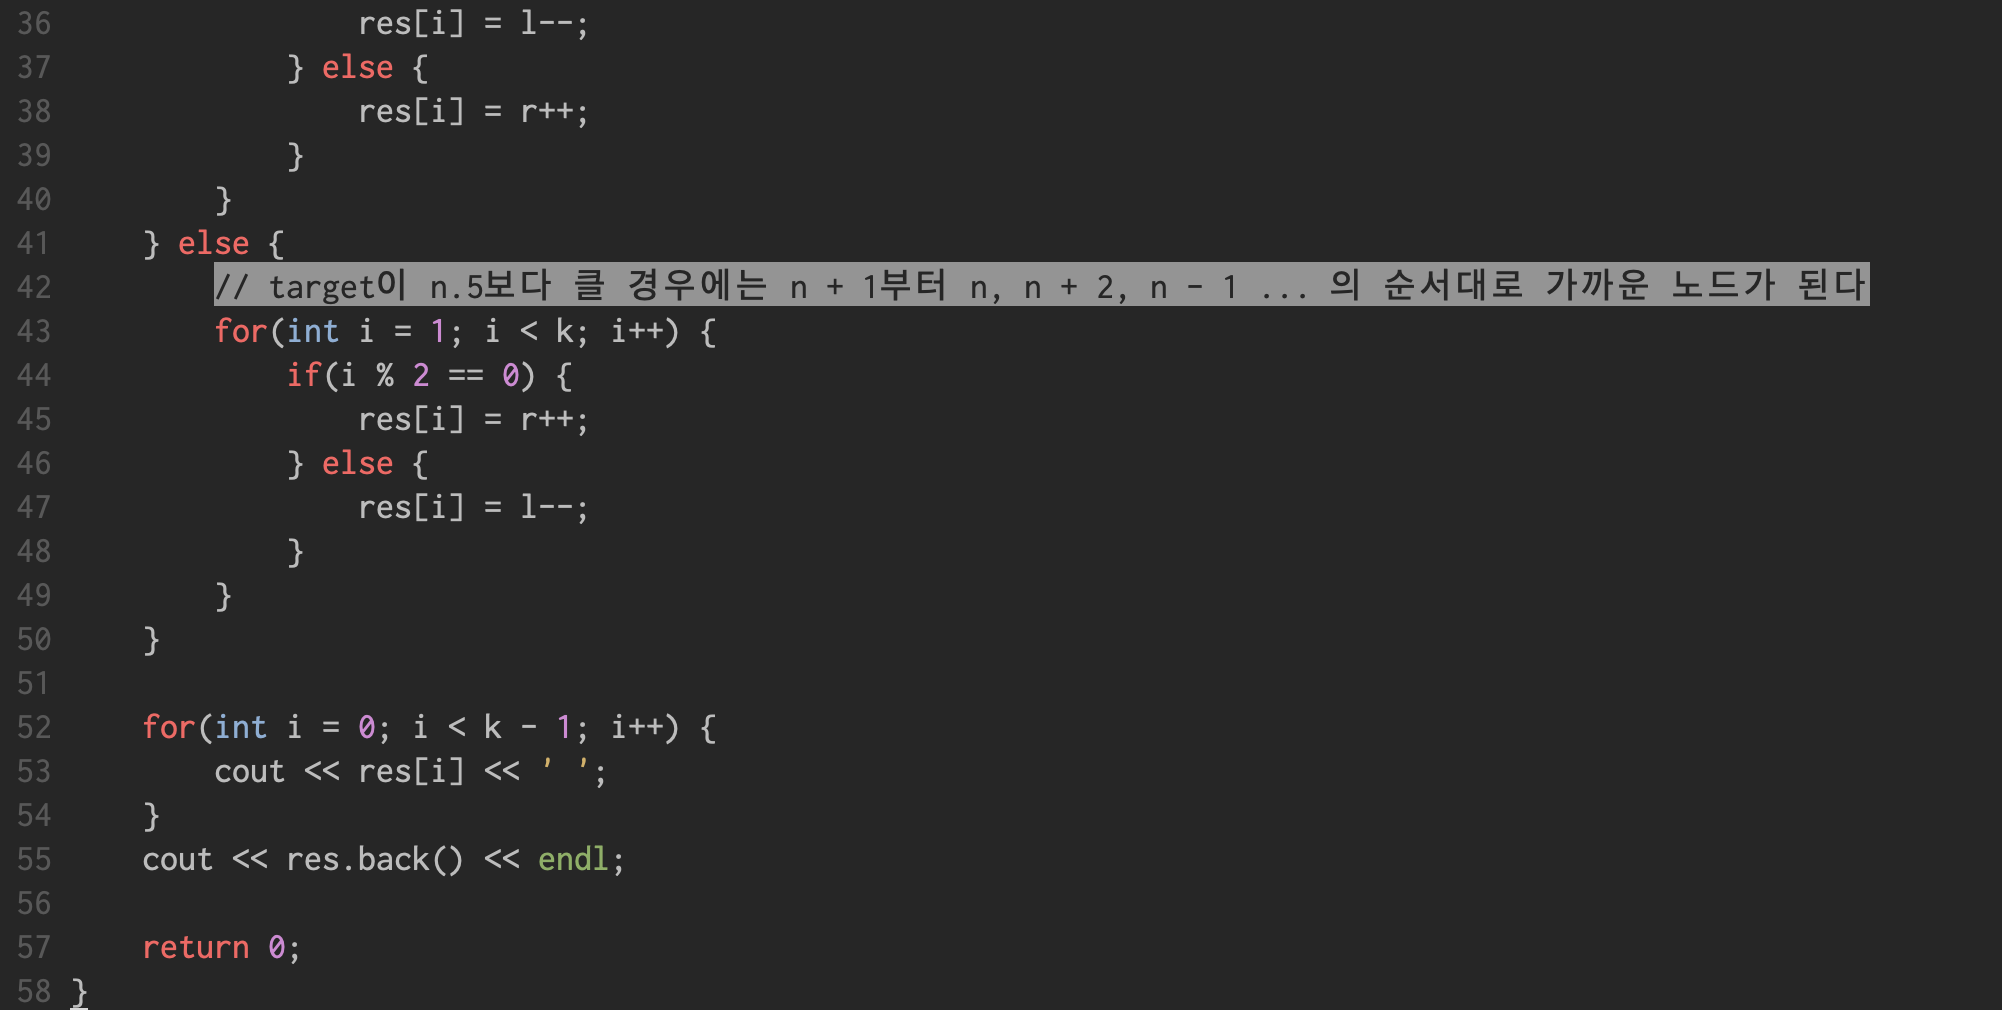 36                 res[i] = l--;
37             } else {
38                 res[i] = r++;
39             }
40         }
41     } else {
42         // target이 n.5보다 클 경우에는 n + 1부터 n, n + 2, n - 1 ... 의 순서대로 가까운 노드가 된다
43         for(int i = 1; i < k; i++) {
44             if(i % 2 == 0) {
45                 res[i] = r++;
46             } else {
47                 res[i] = l--;
48             }
49         }
50     }
51
52     for(int i = 0; i < k - 1; i++) {
53         cout << res[i] << ' ';
54     }
55     cout << res.back() << endl;
56
57     return 0;
58 }